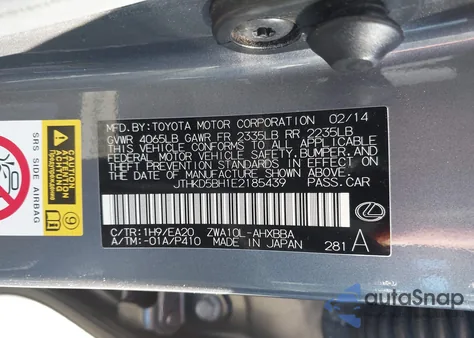 MFD.BY:TOYOTA MOTOR CORPORATION 02/14
GVWR 4065LB GAWR FR 2335LB RR 2235LB
THIS VEHICLE CONFORMS TO ALL APPLICABLE
FEDERAL MOTOR VEHICLE SAFETY, BUMPER, AND
THEFT PREVENTION STANDARDS IN EFFECT ON
THE DATE OF MANUFACTURE SHOWN ABOVE.
JTHKD5BH1E2185439 PASS.CAR
C/TR:1H9/EA20 ZWA10L-AHXBBA
A/TM:-01A/P410 MADE IN JAPAN 281 A
SRS SIDE AIRBAG
ATTENTION
ACHTUNG
autoSnap